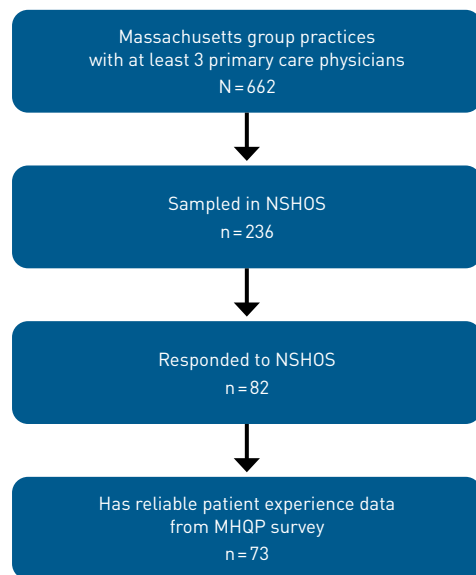 Massachusetts group practices
with at least 3 primary care physicians
N=662
Sampled in NSHOS
n=236
Responded to NSHOS
n=82
Has reliable patient experience data
from MHQP survey
n=73